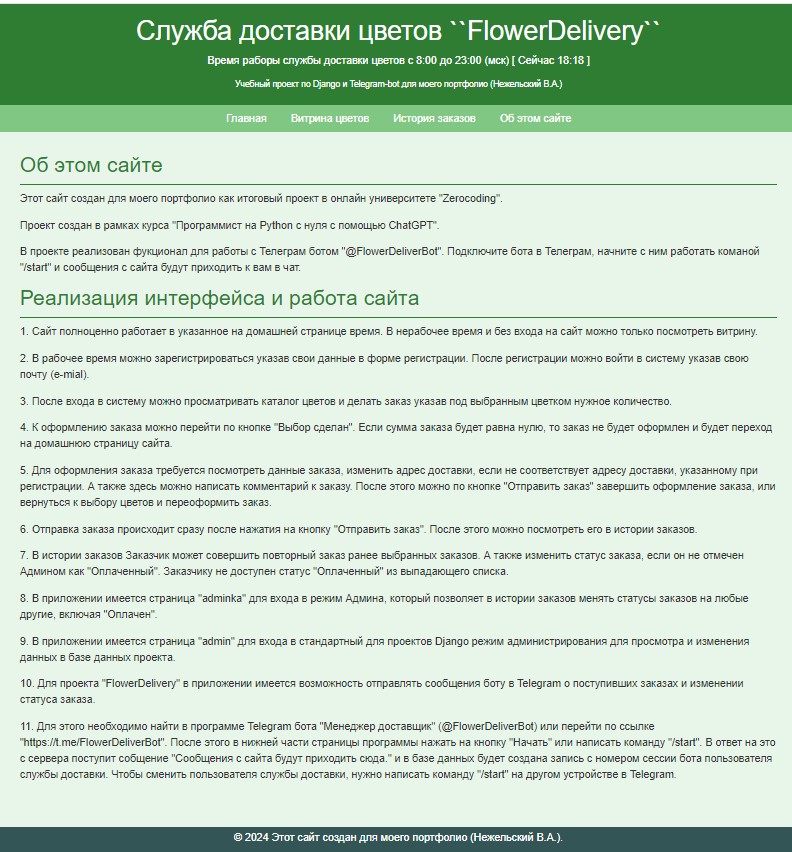 Служба доставки цветов ``FlowerDelivery``
Время раборы службы доставки цветов с 8:00 до 23:00 (мск) [ Сейчас 18:18 ]
Учебный проект по Django и Telegram-bot для моего портфолио (Нежельский В.А.)
Главная Витрина цветов История заказов Об этом сайте
Об этом сайте
Этот сайт создан для моего портфолио как итоговый проект в онлайн университете "Zerocoding".
Проект создан в рамках курса "Программист на Python с нуля с помощью ChatGPT".
В проекте реализован фукционал для работы с Телеграм ботом "@FlowerDeliverBot". Подключите бота в Телеграм, начните с ним работать команой
"/start" и сообщения с сайта будут приходить к вам в чат.
Реализация интерфейса и работа сайта
1. Сайт полноценно работает в указанное на домашней странице время. В нерабочее время и без входа на сайт можно только посмотреть витрину.
2. В рабочее время можно зарегистрироваться указав свои данные в форме регистрации. После регистрации можно войти в систему указав свою
почту (e-mial).
3. После входа в систему можно просматривать каталог цветов и делать заказ указав под выбранным цветком нужное количество.
4. К оформлению заказа можно перейти по кнопке "Выбор сделан". Если сумма заказа будет равна нулю, то заказ не будет оформлен и будет переход
на домашнюю страницу сайта.
5. Для оформления заказа требуется посмотреть данные заказа, изменить адрес доставки, если не соответствует адресу доставки, указанному при
регистрации. А также здесь можно написать комментарий к заказу. После этого можно по кнопке "Отправить заказ" завершить оформление заказа, или
вернуться к выбору цветов и переоформить заказ.
6. Отправка заказа происходит сразу после нажатия на кнопку "Отправить заказ". После этого можно посмотреть его в истории заказов.
7. В истории заказов Заказчик может совершить повторный заказ ранее выбранных заказов. А также изменить статус заказа, если он не отмечен
Админом как "Оплаченный". Заказчику не доступен статус "Оплаченный" из выпадающего списка.
8. В приложении имеется страница "adminka" для входа в режим Админа, который позволяет в истории заказов менять статусы заказов на любые
другие, включая "Оплачен".
9. В приложении имеется страница "admin" для входа в стандартный для проектов Django режим администрирования для просмотра и изменения
данных в базе данных проекта.
10. Для проекта "FlowerDelivery" в приложении имеется возможность отправлять сообщения боту в Telegram о поступивших заказах и изменении
статуса заказа.
11. Для этого необходимо найти в программе Telegram бота "Менеджер доставщик" (@FlowerDeliverBot) или перейти по ссылке
"https://t.me/FlowerDeliverBot". После этого в нижней части страницы программы нажать на кнопку "Начать" или написать команду "/start". В ответ на это
с сервера поступит собщение "Сообщения с сайта будут приходить сюда." и в базе данных будет создана запись с номером сессии бота пользователя
службы доставки. Чтобы сменить пользователя службы доставки, нужно написать команду "/start" на другом устройстве в Telegram.
© 2024 Этот сайт создан для моего портфолио (Нежельский В.А.).